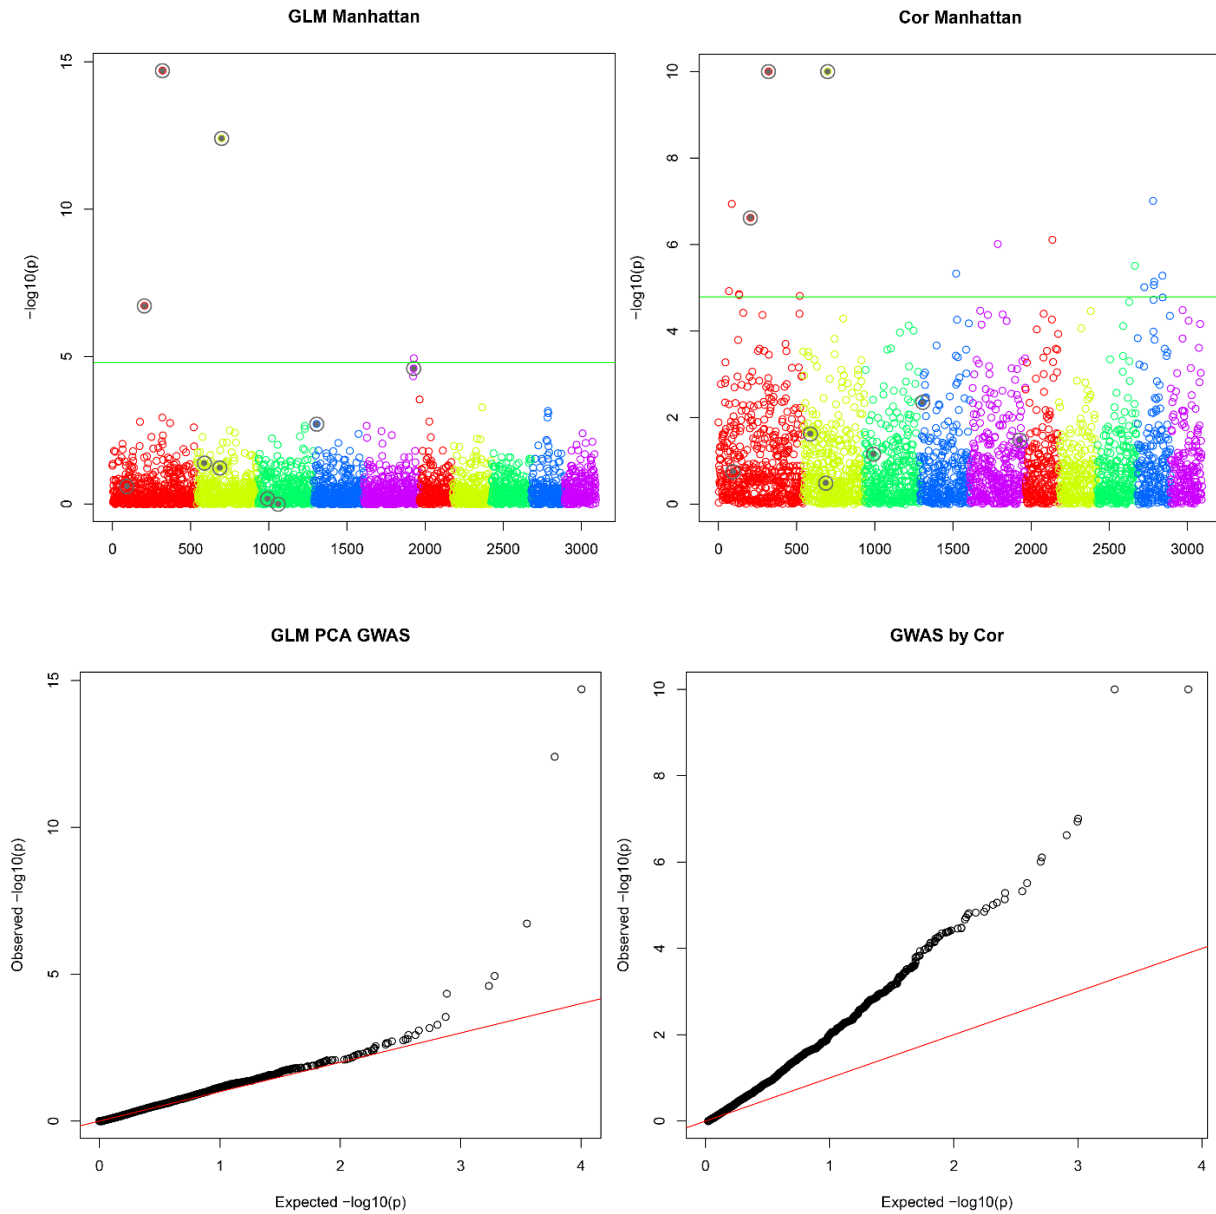 GLM Manhattan
−log10(p)
15
10
5
0
0 500 1000 1500 2000 2500 3000
Cor Manhattan
−log10(p)
10
8
6
4
2
0
0 500 1000 1500 2000 2500 3000
GLM PCA GWAS
Observed −log10(p)
15
10
5
0
0 1 2 3 4
Expected −log10(p)
GWAS by Cor
Observed −log10(p)
10
8
6
4
2
0
0 1 2 3 4
Expected −log10(p)